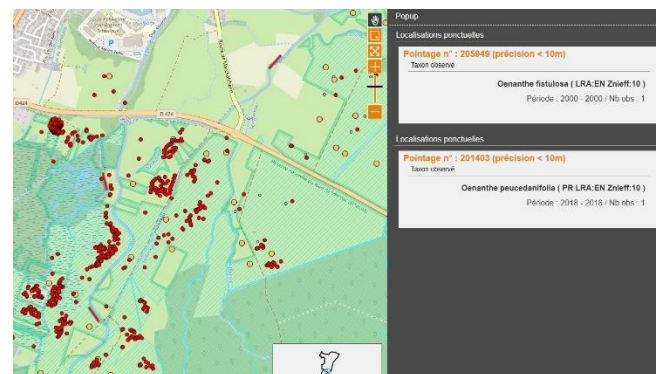 P
D424
D 424
Popup
Localisations ponctuelles
Pointage n° : 205949 (précision < 10m)
Taxon observé
Oenanthe fistulosa ( LRA:EN Znieff:10 )
Période : 2000 - 2000 / Nb obs : 1
Localisations ponctuelles
Pointage n° : 201403 (précision < 10m)
Taxon observé
Oenanthe peucedanifolia ( PR LRA:EN Znieff:10 )
Période : 2018 - 2018 / Nb obs : 1